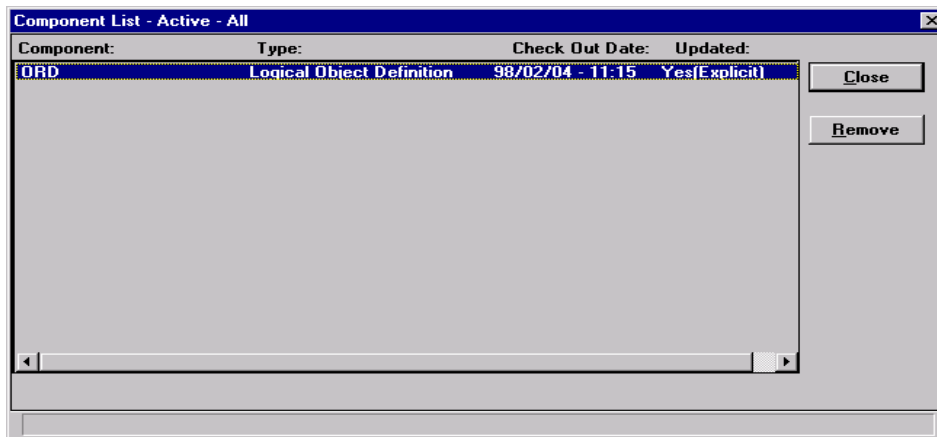 Component List - Active - All
Component: Type: Check Out Date: Updated:
ORD Logical Object Definition 98/02/04 - 11:15 Yes(Explicit)
Close
Remove